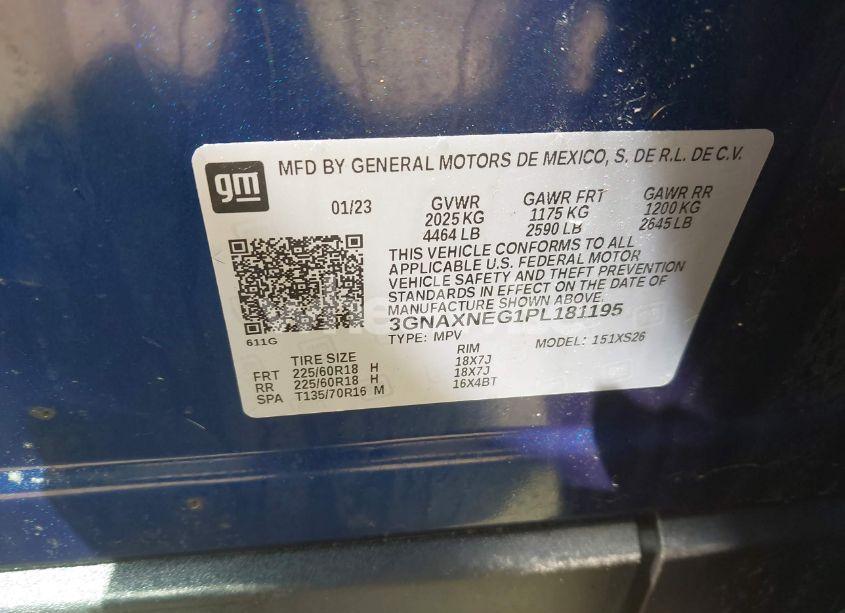 gm
MFD BY GENERAL MOTORS DE MEXICO, S. DE R.L. DE C.V.
01/23 GVWR GAWR FRT GAWR RR
2025 KG 1175 KG 1200 KG
4464 LB 2590 LB 2645 LB
THIS VEHICLE CONFORMS TO ALL
APPLICABLE U.S. FEDERAL MOTOR
VEHICLE SAFETY AND THEFT PREVENTION
STANDARDS IN EFFECT ON THE DATE OF
MANUFACTURE SHOWN ABOVE.
3GNAXNEG1PL181195
611G
TYPE: MPV MODEL: 151XS26
TIRE SIZE RIM
FRT 225/60R18 H 18X7J
RR 225/60R18 H 18X7J
SPA T135/70R16 M 16X4BT